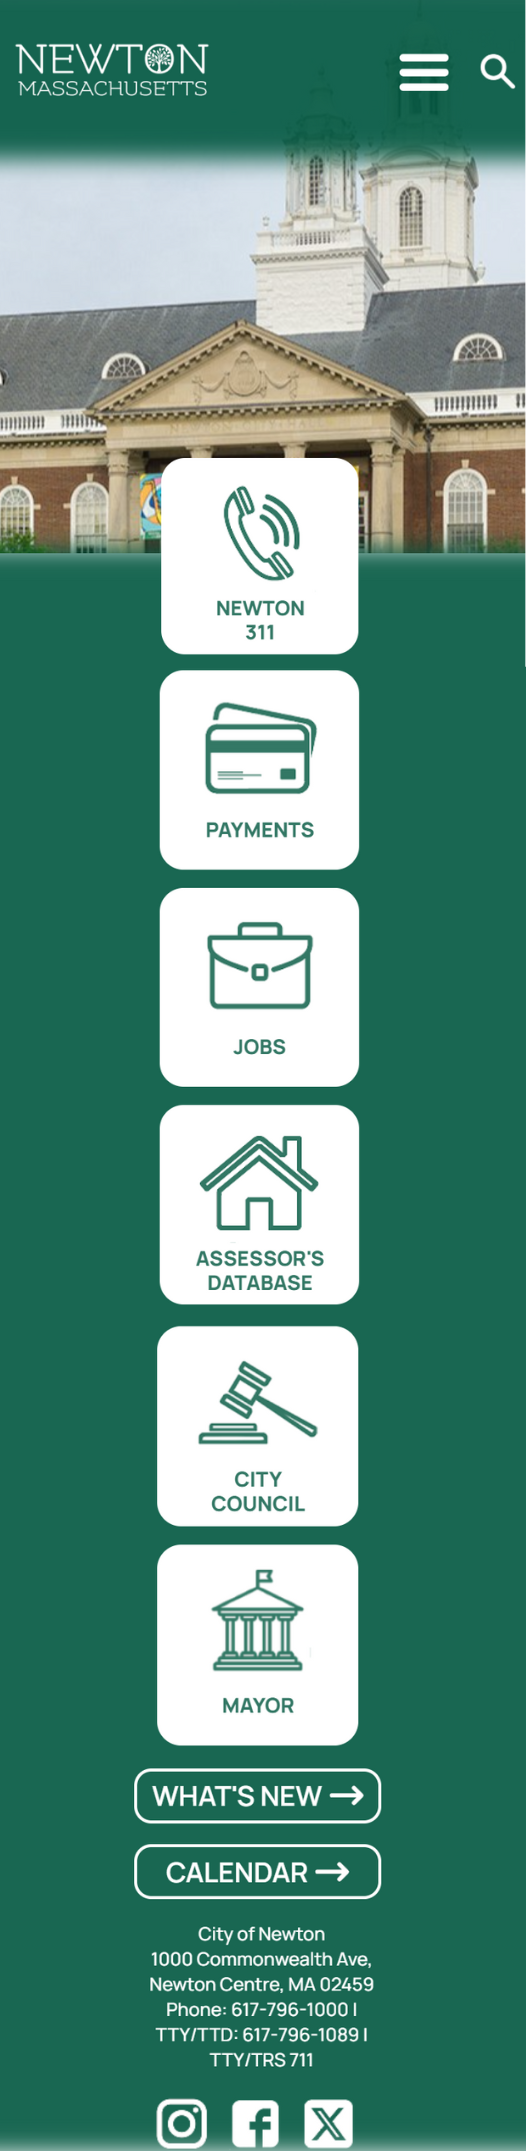 NEWTON
MASSACHUSETTS
NEWTON
311
PAYMENTS
JOBS
ASSESSOR'S
DATABASE
CITY
COUNCIL
MAYOR
WHAT'S NEW →
CALENDAR →
City of Newton
1000 Commonwealth Ave,
Newton Centre, MA 02459
Phone: 617-796-1000 |
TTY/TTD: 617-796-1089 |
TTY/TRS 711